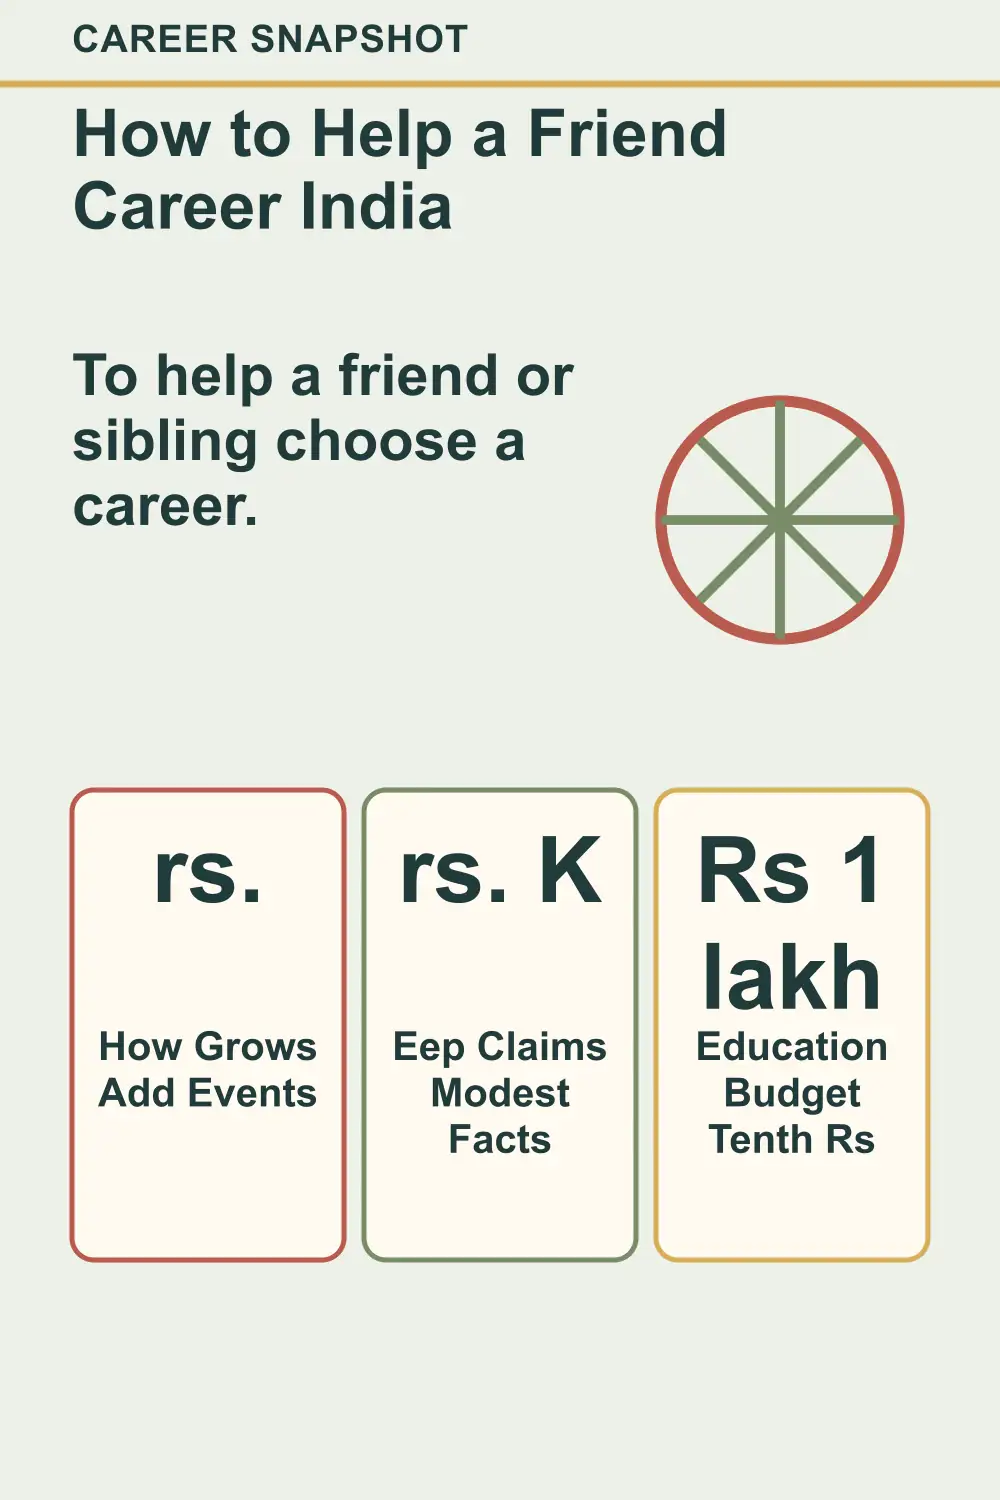 CAREER SNAPSHOT
How to Help a Friend
Career India
To help a friend or
sibling choose a
career.
rs.
How Grows
Add Events
rs. K
Eep Claims
Modest
Facts
Rs 1
lakh
Education
Budget
Tenth Rs